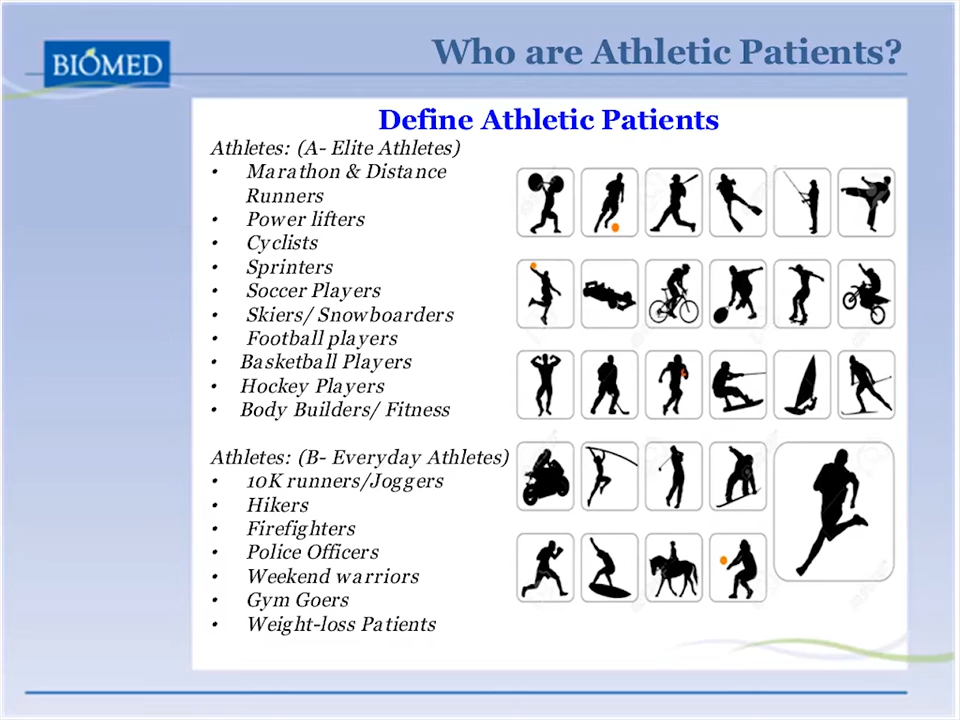 Who are Athletic Patients?
BIOMED
Define Athletic Patients
Athletes: (A- Elite Athletes)
• Marathon & Distance
Runners
• Power lifters
• Cyclists
• Sprinters
• Soccer Players
• Skiers/ Snowboarders
• Football players
• Basketball Players
• Hockey Players
• Body Builders/ Fitness
Athletes: (B- Everyday Athletes)
• 10K runners/Joggers
• Hikers
• Firefighters
• Police Officers
• Weekend warriors
• Gym Goers
• Weight-loss Patients